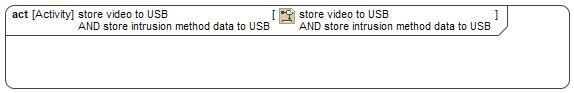 act [Activity] store video to USB [ store video to USB ]
AND store intrusion method data to USB AND store intrusion method data to USB